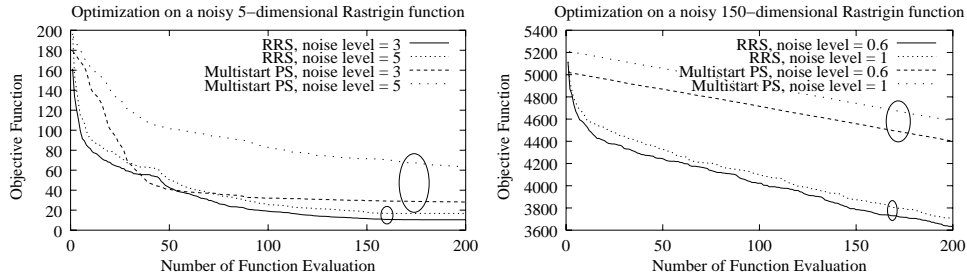 Optimization on a noisy 5-dimensional Rastrigin function
200
180
160
140
120
100
80
60
40
20
0
Objective Function
RRS, noise level = 3
RRS, noise level = 5
Multistart PS, noise level = 3
Multistart PS, noise level = 5
0
50
100
150
200
Number of Function Evaluation
Optimization on a noisy 150-dimensional Rastrigin function
5400
5200
5000
4800
4600
4400
4200
4000
3800
3600
Objective Function
RRS, noise level = 0.6
RRS, noise level = 1
Multistart PS, noise level = 0.6
Multistart PS, noise level = 1
0
50
100
150
200
Number of Function Evaluation